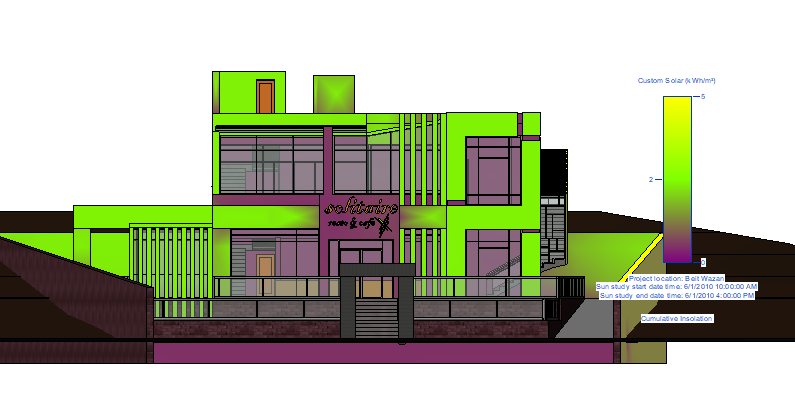 Custom Solar (kWh/m²)
5
2
solitaire
resto & cafe
0
Project location: Beit Wazan
Sun study start date time: 6/1/2010 10:00:00 AM
Sun study end date time: 6/1/2010 4:00:00 PM
Cumulative Insolation